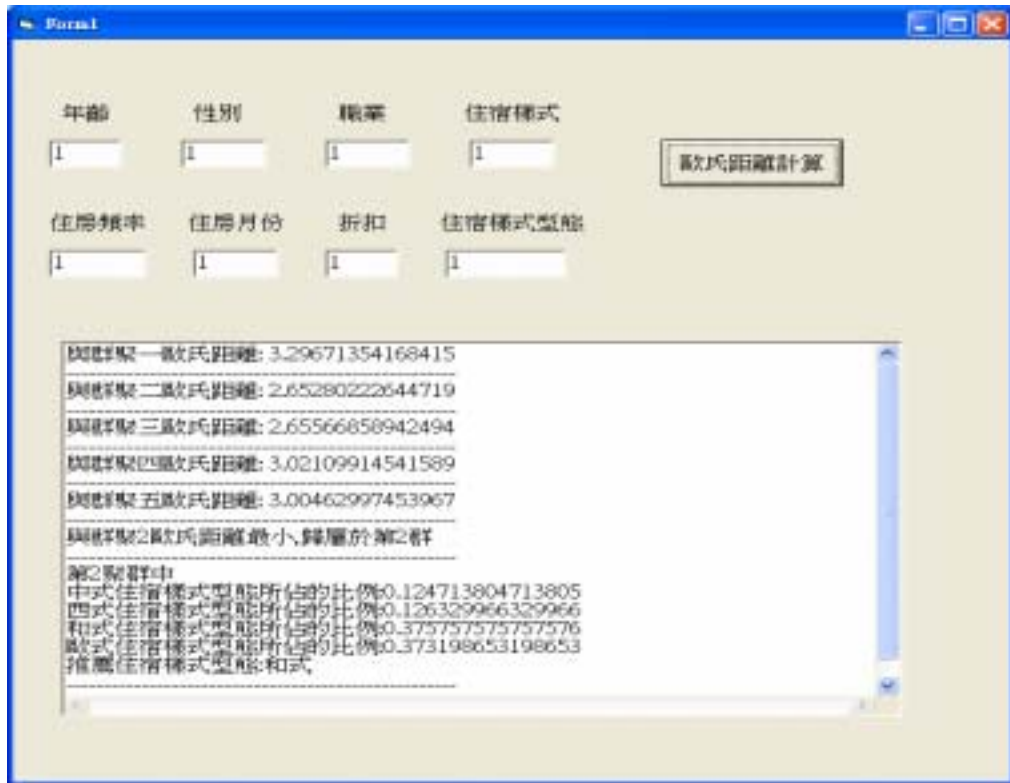 Form1
年齡 性別 職業 住宿樣式
1 1 1 1
歐氏距離計算
住房頻率 住房月份 折扣 住宿樣式型態
1 1 1 1
與群聚一歐氏距離: 3.29671354168415
----------------------------------------------------------------
與群聚二歐氏距離: 2.65280222644719
----------------------------------------------------------------
與群聚三歐氏距離: 2.65566858942494
----------------------------------------------------------------
與群聚四歐氏距離: 3.02109914541589
----------------------------------------------------------------
與群聚五歐氏距離: 3.00462997453967
----------------------------------------------------------------
與群聚2歐氏距離最小,歸屬於第2群
----------------------------------------------------------------
第2聚群中
中式住宿樣式型態所佔的比例:0.124713804713805
四式住宿樣式型態所佔的比例:0.126329966329966
和式住宿樣式型態所佔的比例:0.375757575757576
歐式住宿樣式型態所佔的比例:0.373198653198653
推薦住宿樣式型態:和式
----------------------------------------------------------------